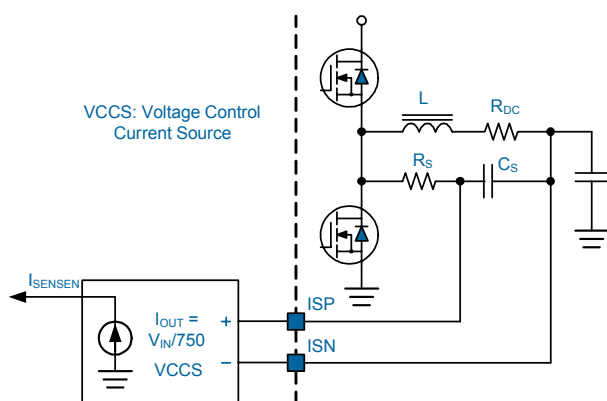 VCCS: Voltage Control
Current Source
L
RDC
RS
CS
ISENSEN
IOUT =
VIN/750
VCCS
+
−
ISP
ISN